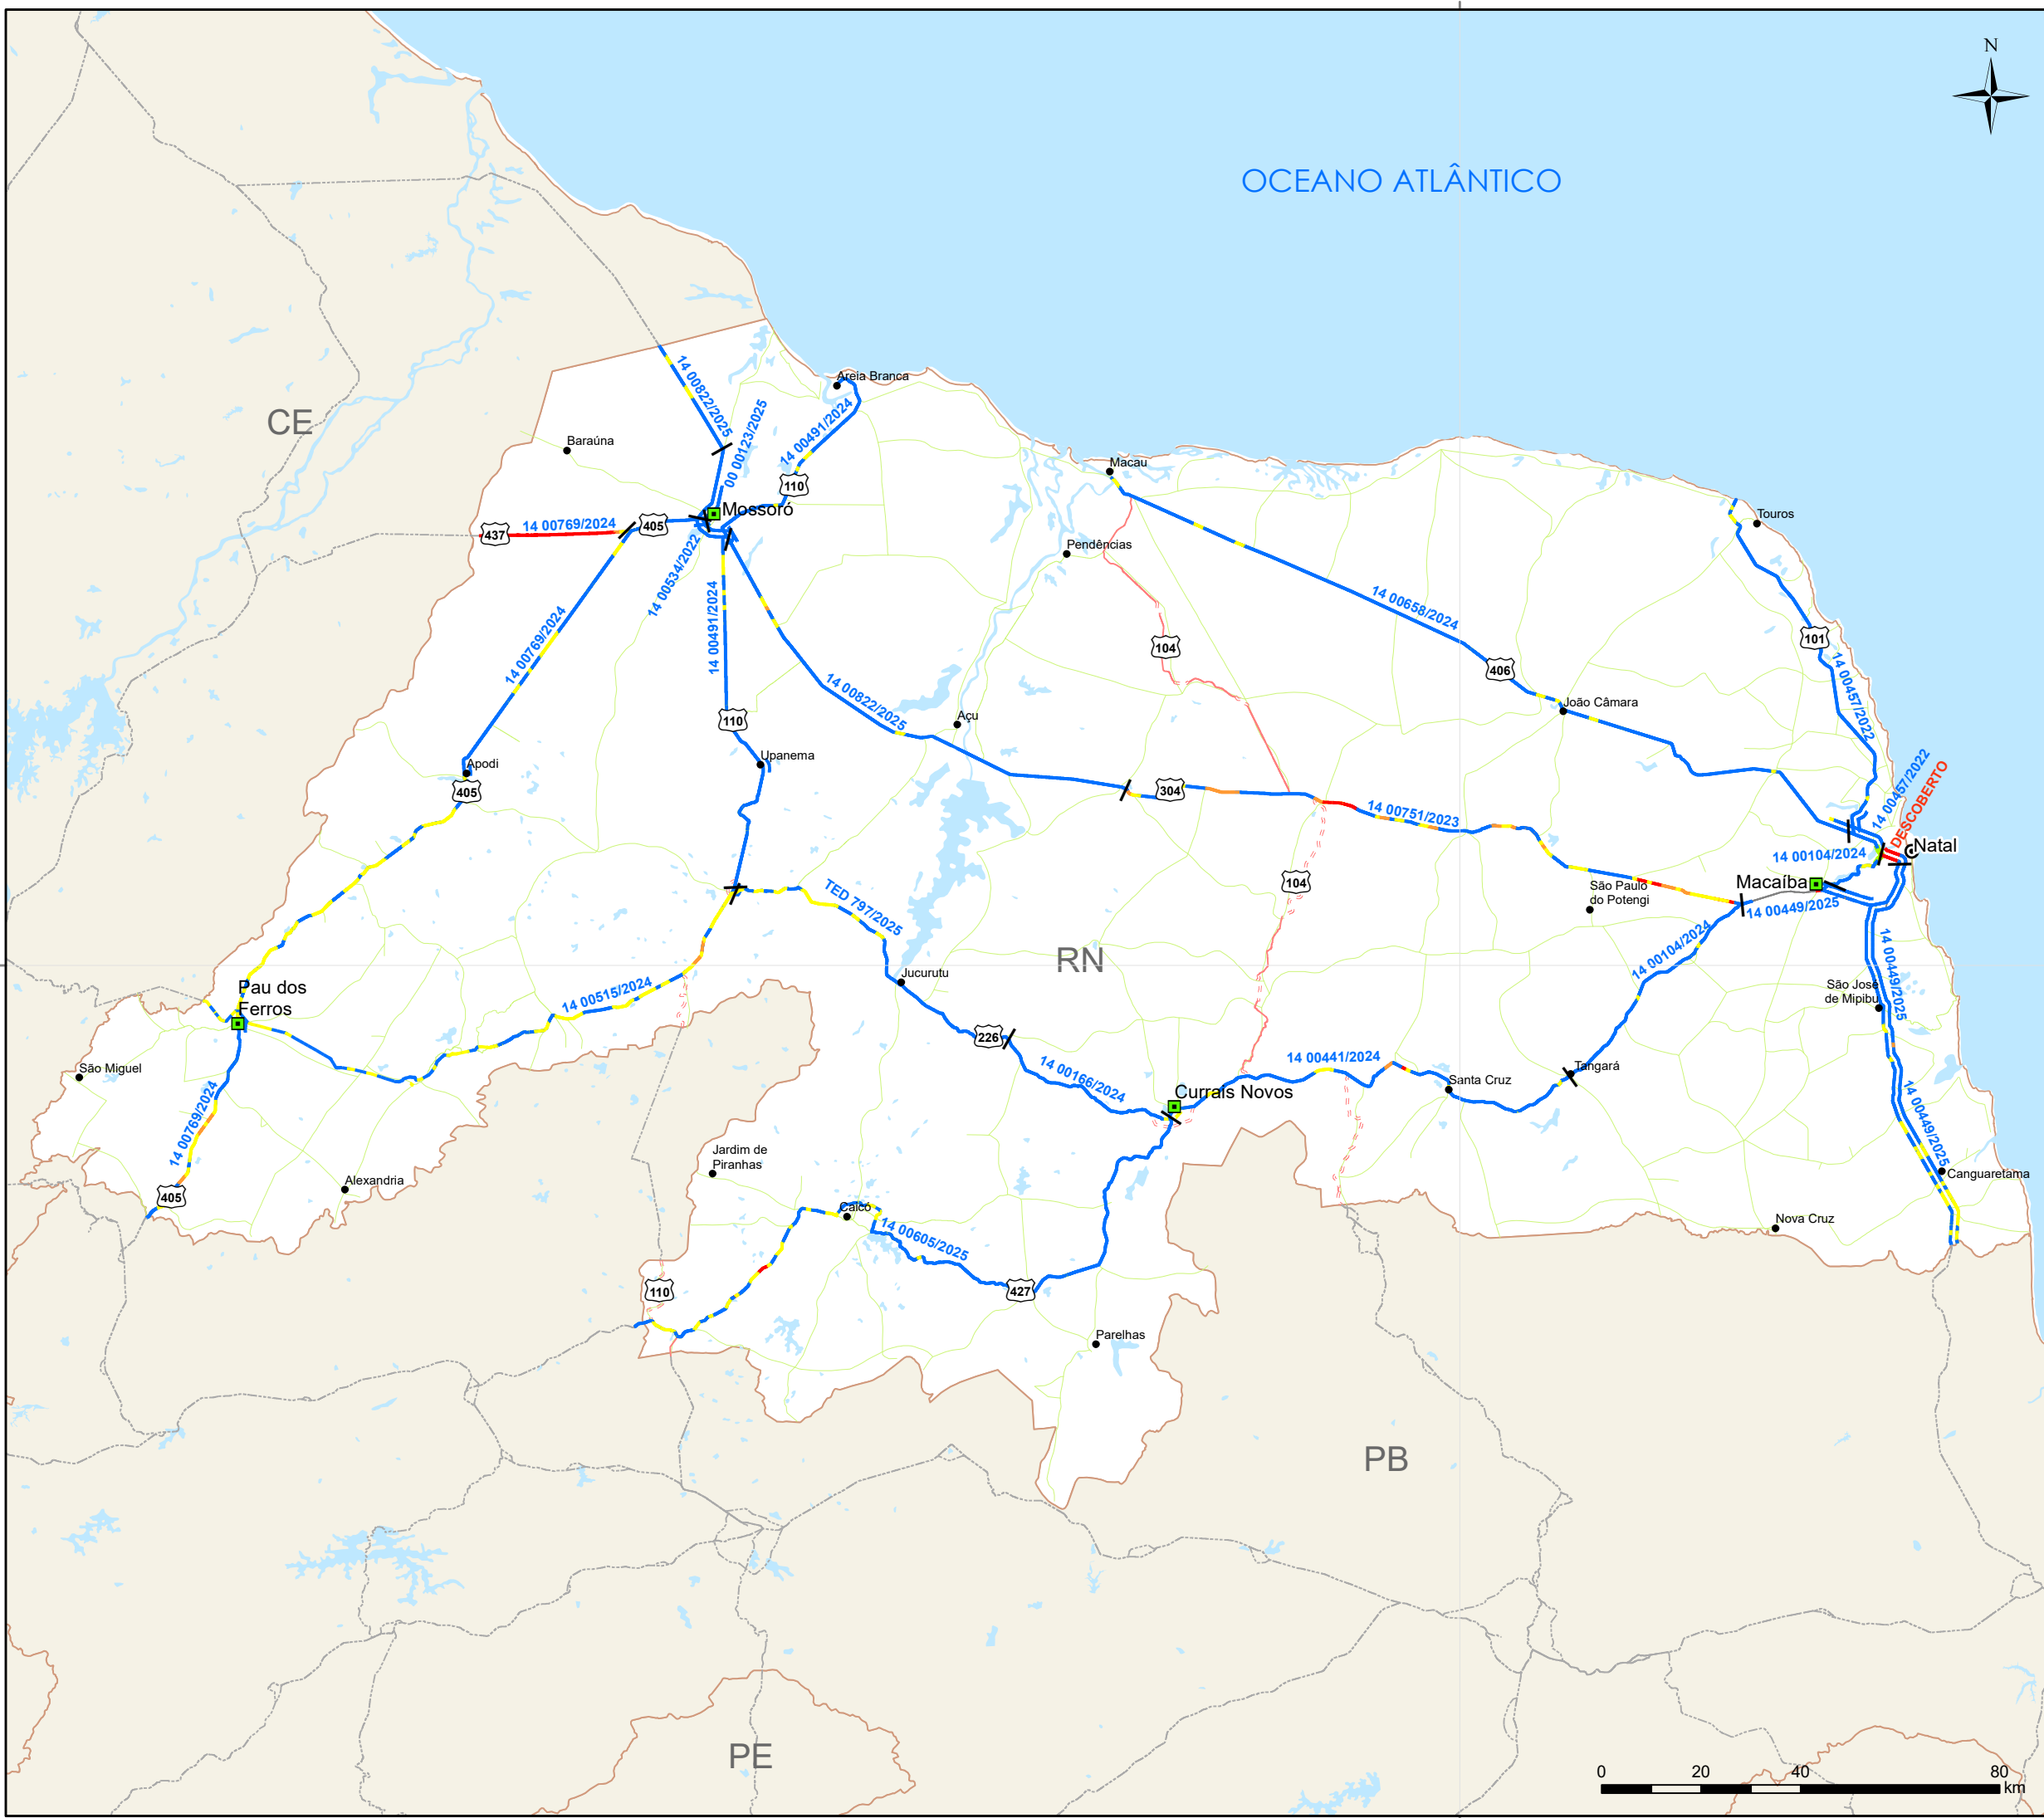 N
OCEANO ATLÂNTICO
CE
Areia Branca
14 00822/2025
00 00123/2025
14 00491/2024
Baraúna
Macau
110
Mossoró
14 00769/2024
437
405
Touros
Pendências
14 00534/2022
14 00491/2024
14 00658/2024
14 00769/2024
104
101
406
14 00457/2022
14 00822/2025
João Câmara
Açu
110
Upanema
Apodi
405
304
14 00751/2023
14 00457/2022
DESCOBERTO
Natal
14 00104/2024
Macaíba
104
São Paulo
do Potengi
14 00449/2025
TED 797/2025
RN
14 00104/2024
14 00449/2025
Jucurutu
Pau dos
Ferros
14 00515/2024
São José
de Mipibu
226
14 00166/2024
14 00441/2024
São Miguel
Tangará
Santa Cruz
Currais Novos
14 00769/2024
14 00449/2025
Jardim de
Piranhas
Alexandria
405
Canguaretama
Caicó
14 00605/2025
Nova Cruz
110
427
Parelhas
PB
PE
0 20 40 80
km